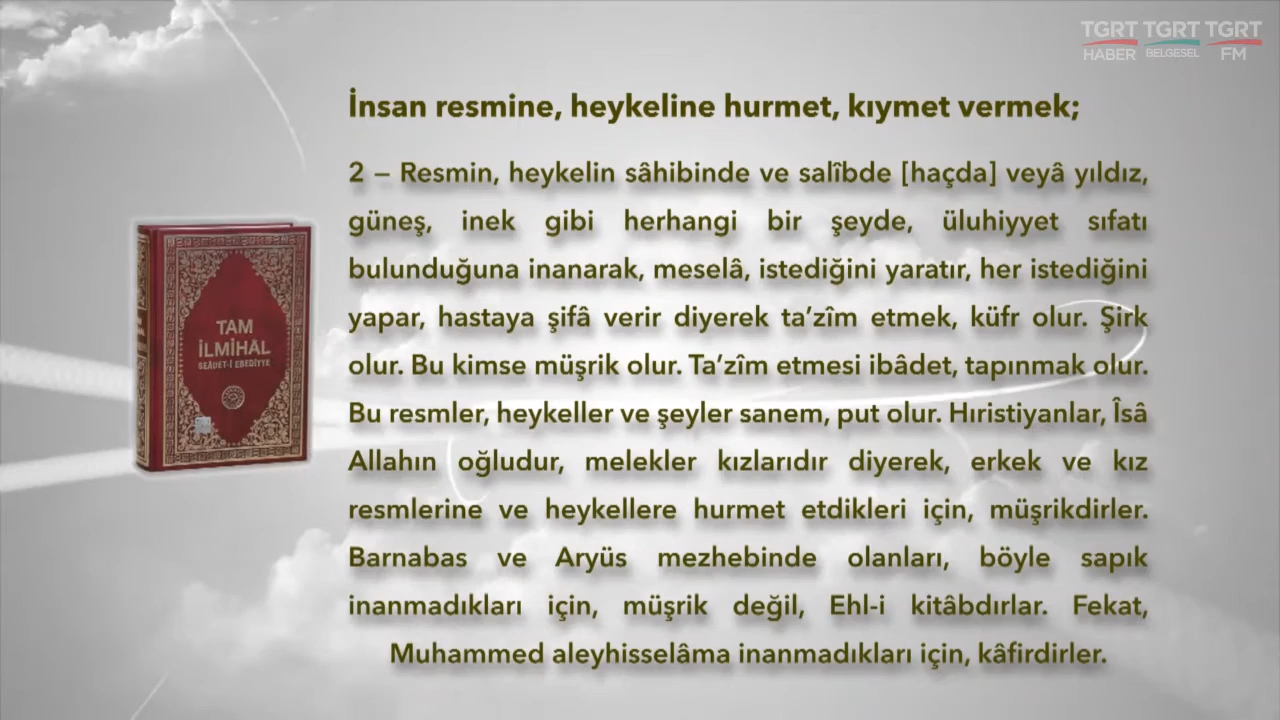 TGRT TGRT TGRT
HABER BELGESEL FM
İnsan resmine, heykeline hurmet, kıymet vermek;
2 – Resmin, heykelin sâhibinde ve salîbde [haçda] veyâ yıldız,
güneş, inek gibi herhangi bir şeyde, üluhiyyet sıfatı
bulunduğuna inanarak, meselâ, istediğini yaratır, her istediğini
yapar, hastaya şifâ verir diyerek ta’zîm etmek, küfr olur. Şirk
olur. Bu kimse müşrik olur. Ta’zîm etmesi ibâdet, tapınmak olur.
Bu resmler, heykeller ve şeyler sanem, put olur. Hıristiyanlar, Îsâ
Allahın oğludur, melekler kızlarıdır diyerek, erkek ve kız
resmlerine ve heykellere hurmet etdikleri için, müşrikdirler.
Barnabas ve Aryüs mezhebinde olanları, böyle sapık
inanmadıkları için, müşrik değil, Ehl-i kitâbdırlar. Fekat,
Muhammed aleyhisselâma inanmadıkları için, kâfirdirler.
TAM
İLMİHAL
SEÂDET-İ EBEDİYYE